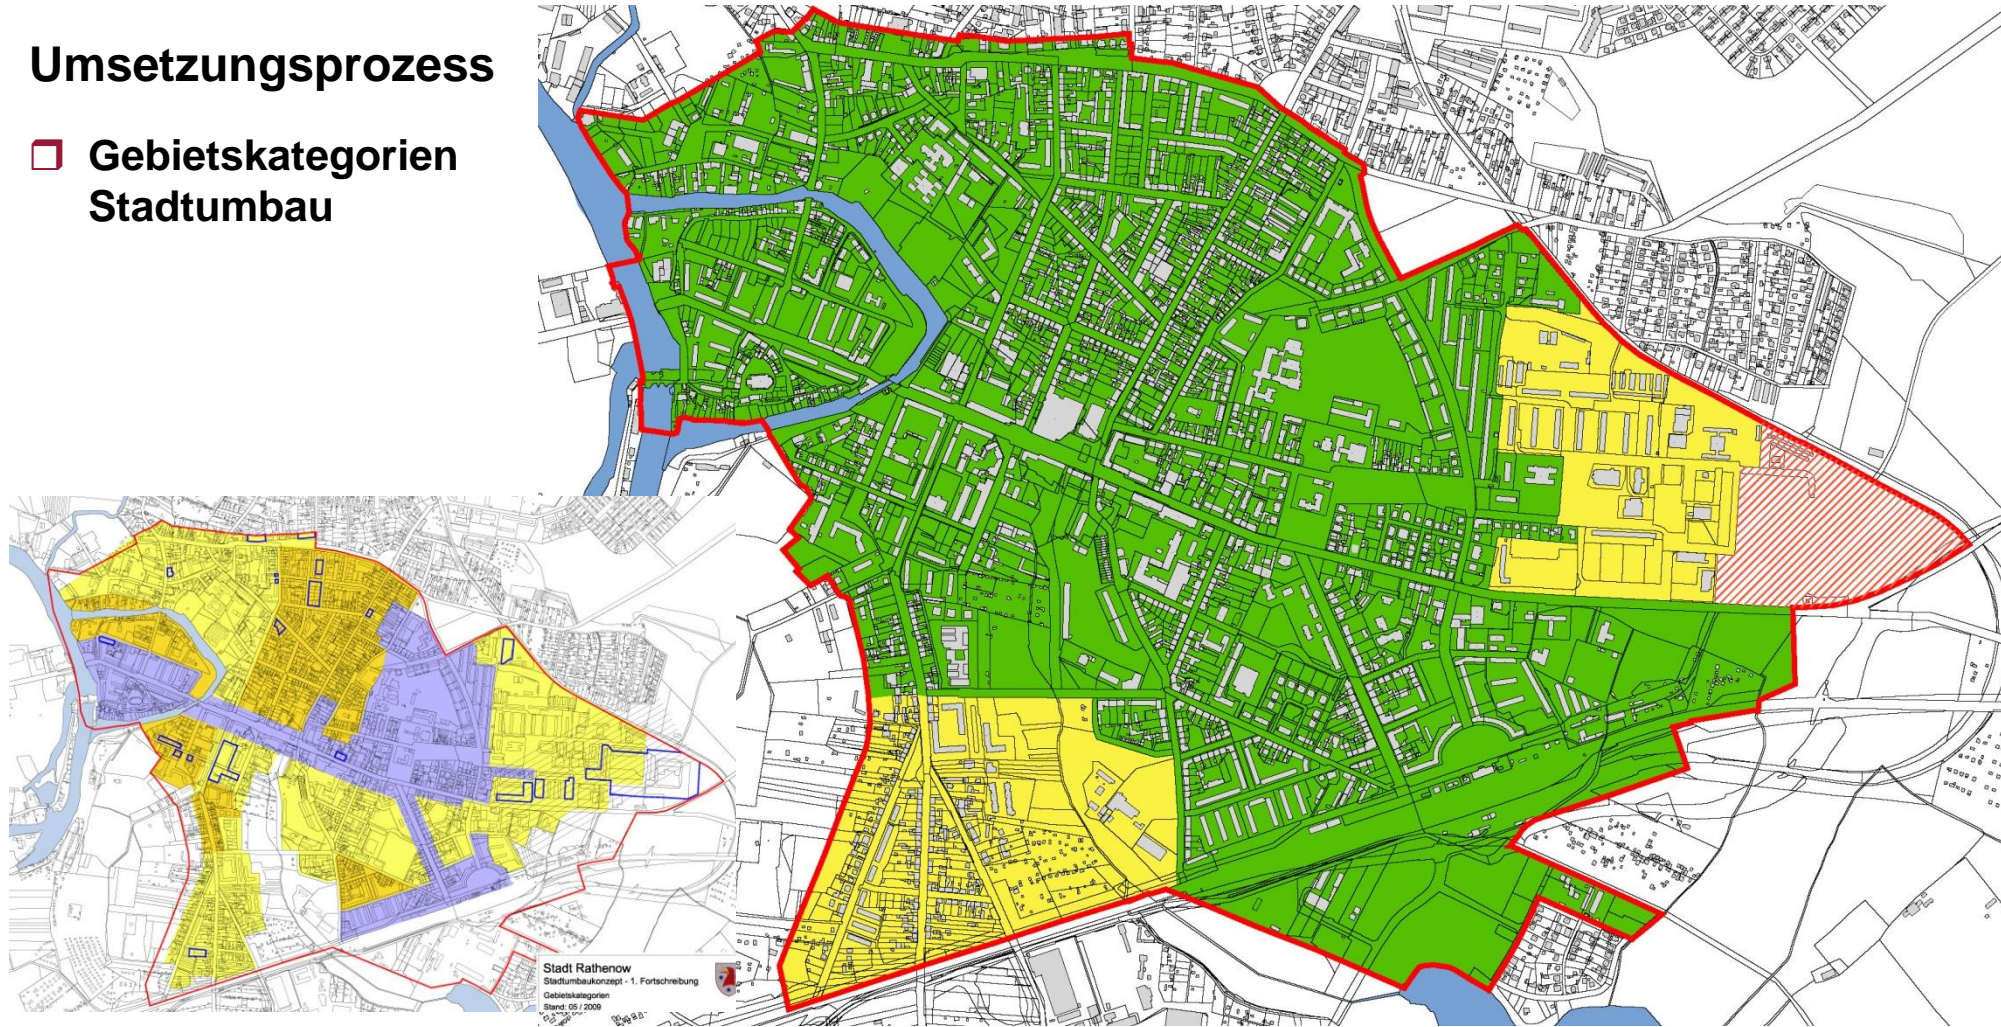 Umsetzungsprozess
Gebietskategorien
Stadtumbau
Stadt Rathenow
Stadtumbaukonzept - 1. Fortschreibung
Gebietskategorien
Stand: 05 / 2009